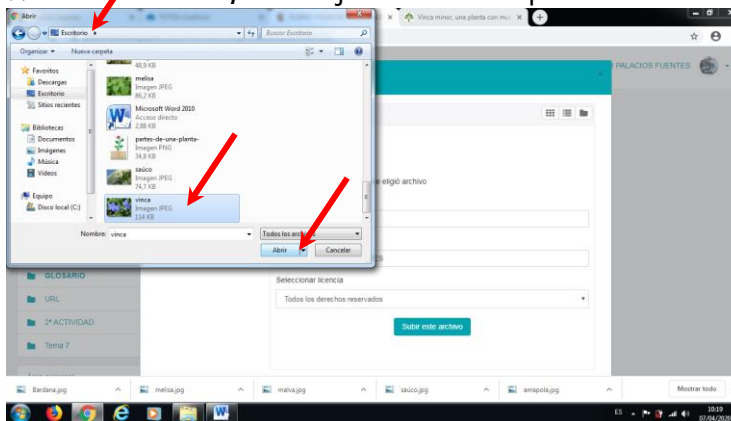 Abrir
Vinca minor, una planta con mu
Escritorio
Buscar Escritorio
Organizar
Nueva carpeta
PALACIOS FUENTES
Favoritos
Descargas
Escritorio
Sitios recientes
Bibliotecas
Documentos
Imágenes
Música
Vídeos
Equipo
Disco local (C:)
48,9 KB
melisa
Imagen JPEG
86,2 KB
Microsoft Word 2010
Acceso directo
2,88 KB
partes-de-una-planta-
Imagen PNG
34,8 KB
saúco
Imagen JPEG
74,7 KB
vinca
Imagen JPEG
114 KB
Nombre: vinca
Todos los
Abrir
Cancelar
e eligió archivo
ES
Seleccionar licencia
Todos los derechos reservados
Subir este archivo
GLOSARIO
URL
2ª ACTIVIDAD
Tema 7
Bardana.jpg
melisa.jpg
malva.jpg
saúco.jpg
amapola.jpg
Mostrar todo
ES
10:19
07/04/2020